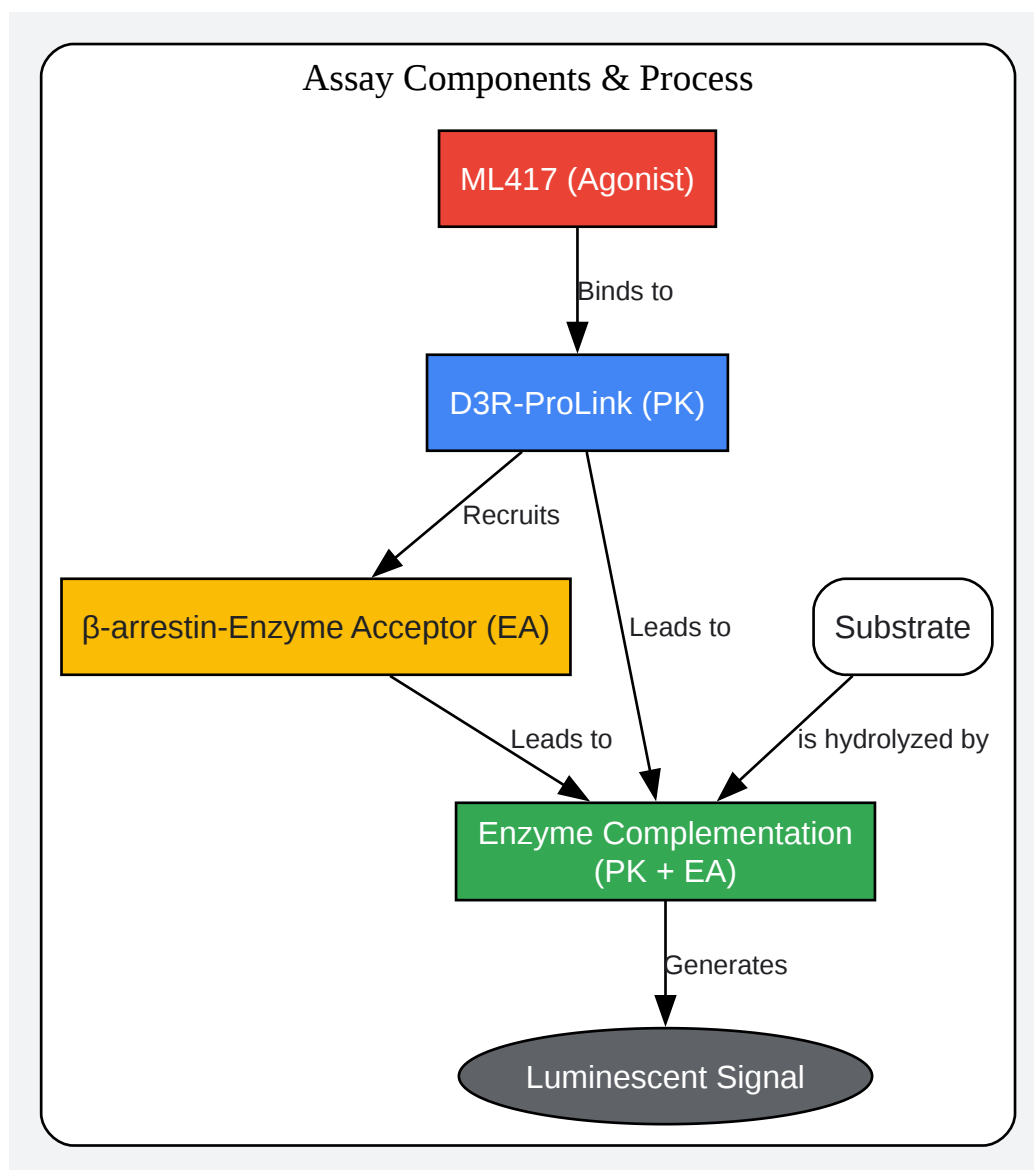 Assay Components & Process
ML417 (Agonist)
Binds to
D3R-ProLink (PK)
Recruits
β-arrestin-Enzyme Acceptor (EA)
Leads to
Substrate
Leads to
is hydrolyzed by
Enzyme Complementation
(PK + EA)
Generates
Luminescent Signal